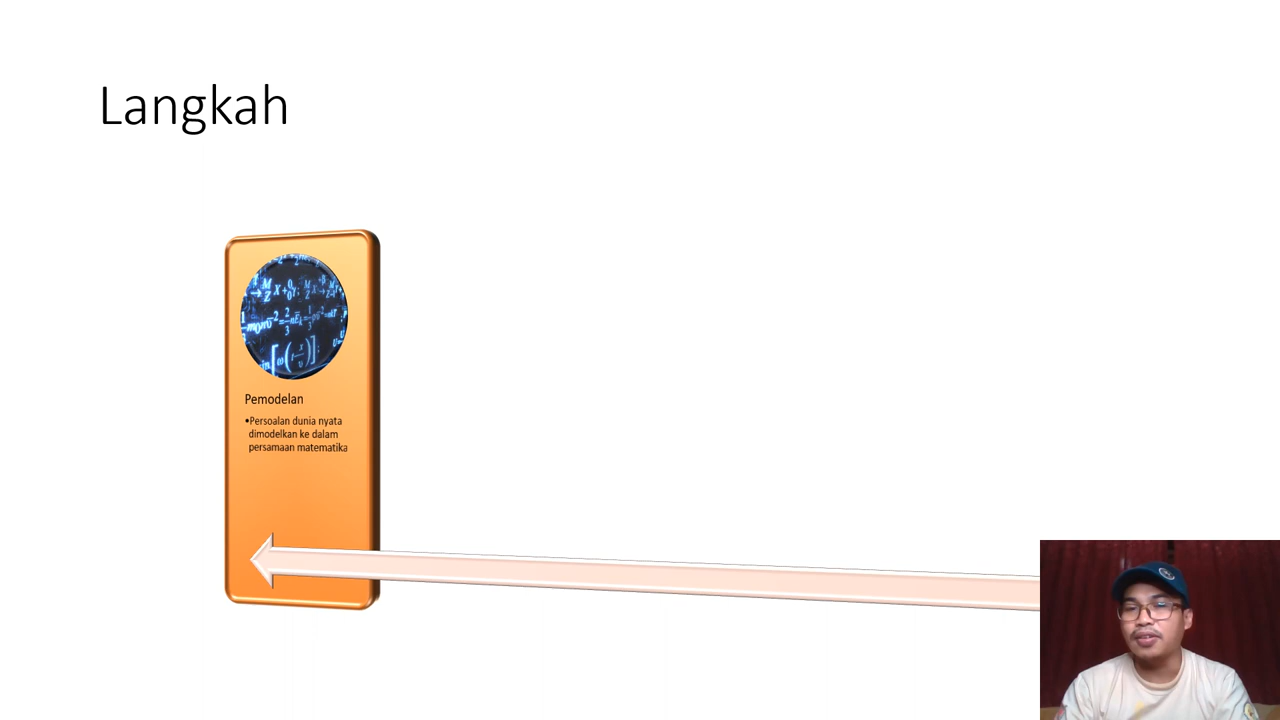 Langkah
Pemodelan
•Persoalan dunia nyata
dimodelkan ke dalam
persamaan matematika